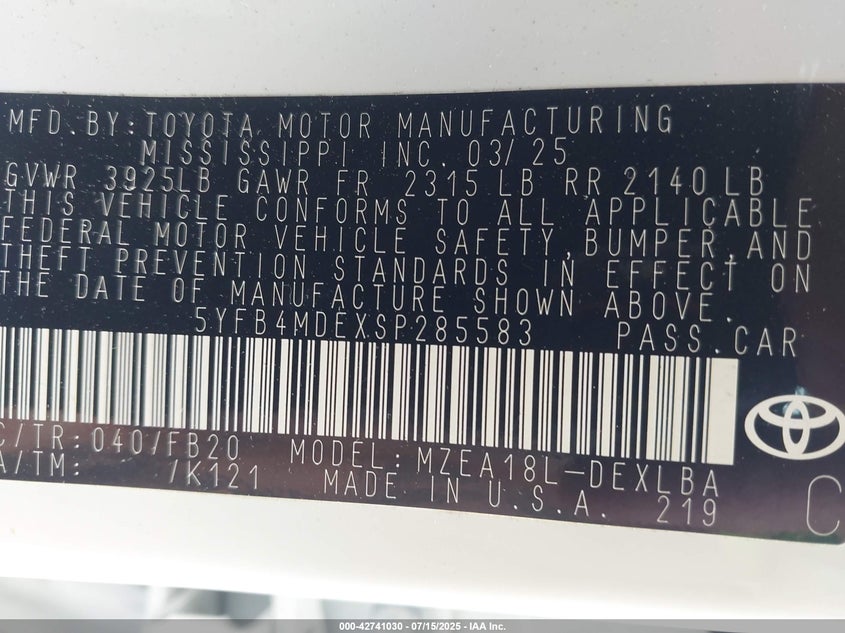 MFD.BY:TOYOTA MOTOR MANUFACTURING
MISSISSIPPI INC. 03/25
GVWR 3925LB GAWR FR 2315 LB RR 2140LB
THIS VEHICLE CONFORMS TO ALL APPLICABLE
FEDERAL MOTOR VEHICLE SAFETY,BUMPER,AND
THEFT PREVENTION STANDARDS IN EFFECT ON
THE DATE OF MANUFACTURE SHOWN ABOVE.
5YFB4MDEXSP285583 PASS.CAR
C/TR:040/FB20 MODEL:MZEA18L-DEXLBA
A/TM: /K121 MADE IN U.S.A. 219
C
000-42741030 - 07/15/2025 - IAA Inc.